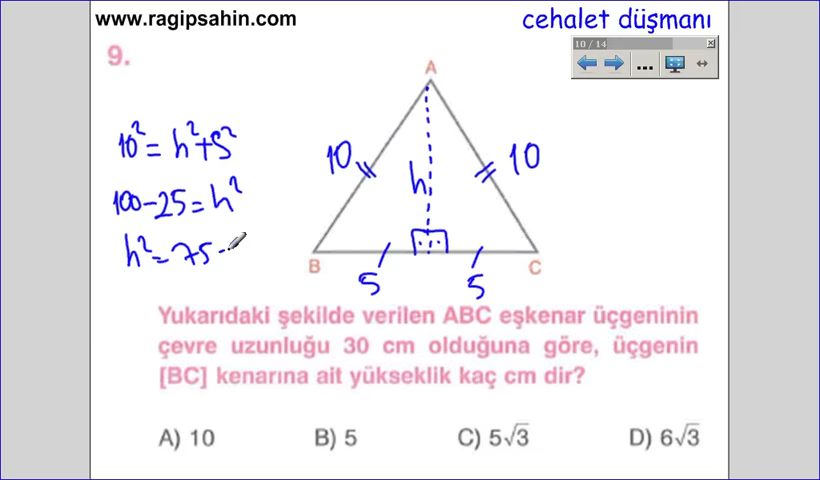 www.ragipsahin.com
cehalet düşmanı
10 / 14
9.
A
10² = h² + 5²
10
h
10
100 - 25 = h²
h² = 75 -
B
5
5
C
Yukarıdaki şekilde verilen ABC eşkenar üçgeninin
çevre uzunluğu 30 cm olduğuna göre, üçgenin
[BC] kenarına ait yükseklik kaç cm dir?
A) 10 B) 5 C) 5√3 D) 6√3